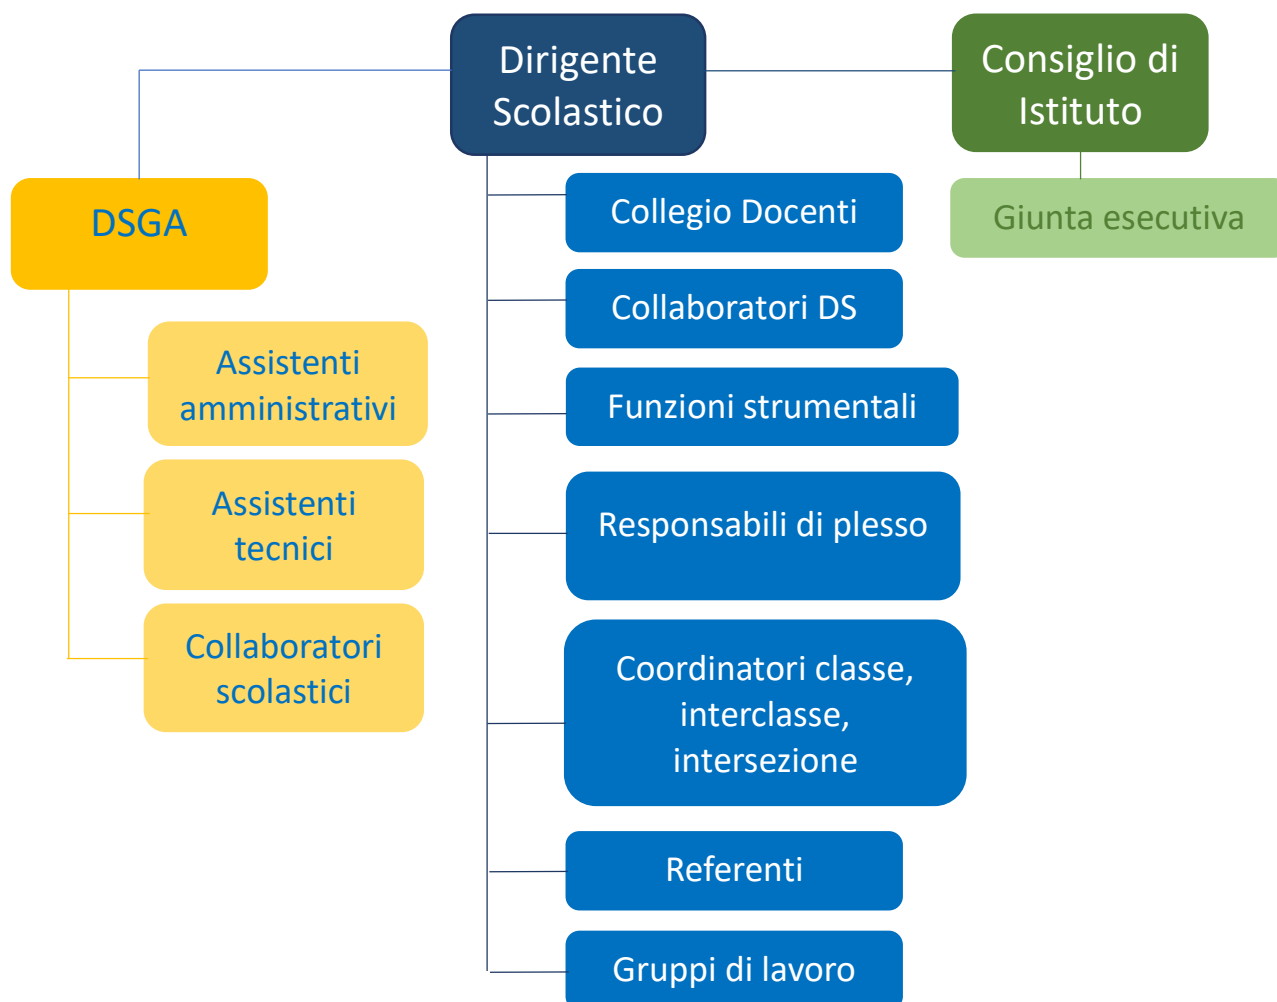 Dirigente
Scolastico
Consiglio di
Istituto
DSGA
Collegio Docenti
Giunta esecutiva
Collaboratori DS
Assistenti
amministrativi
Funzioni strumentali
Assistenti
tecnici
Responsabili di plesso
Collaboratori
scolastici
Coordinatori classe,
interclasse,
intersezione
Referenti
Gruppi di lavoro